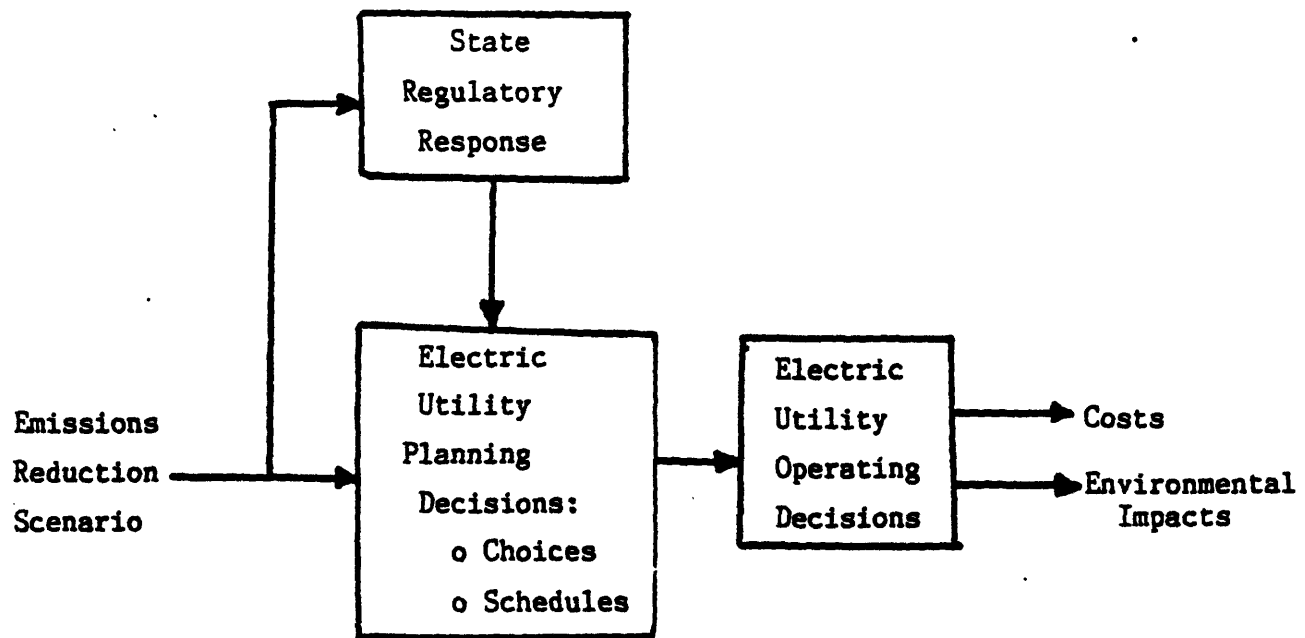 State
Regulatory
Response
Emissions
Reduction
Scenario
Electric
Utility
Planning
Decisions:
o Choices
o Schedules
Electric
Utility
Operating
Decisions
Costs
Environmental
Impacts